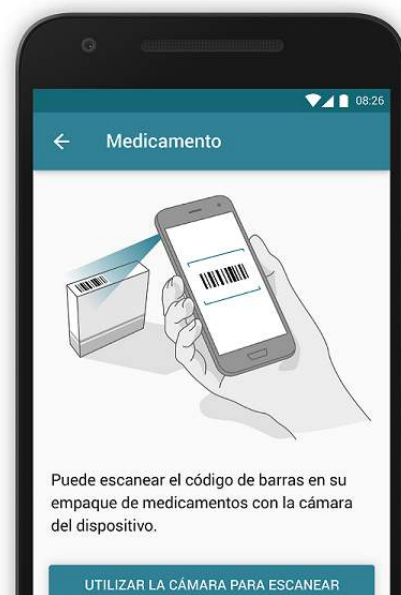 08:26
Medicamento
Puede escanear el código de barras en su
empaque de medicamentos con la cámara
del dispositivo.
UTILIZAR LA CÁMARA PARA ESCANEAR